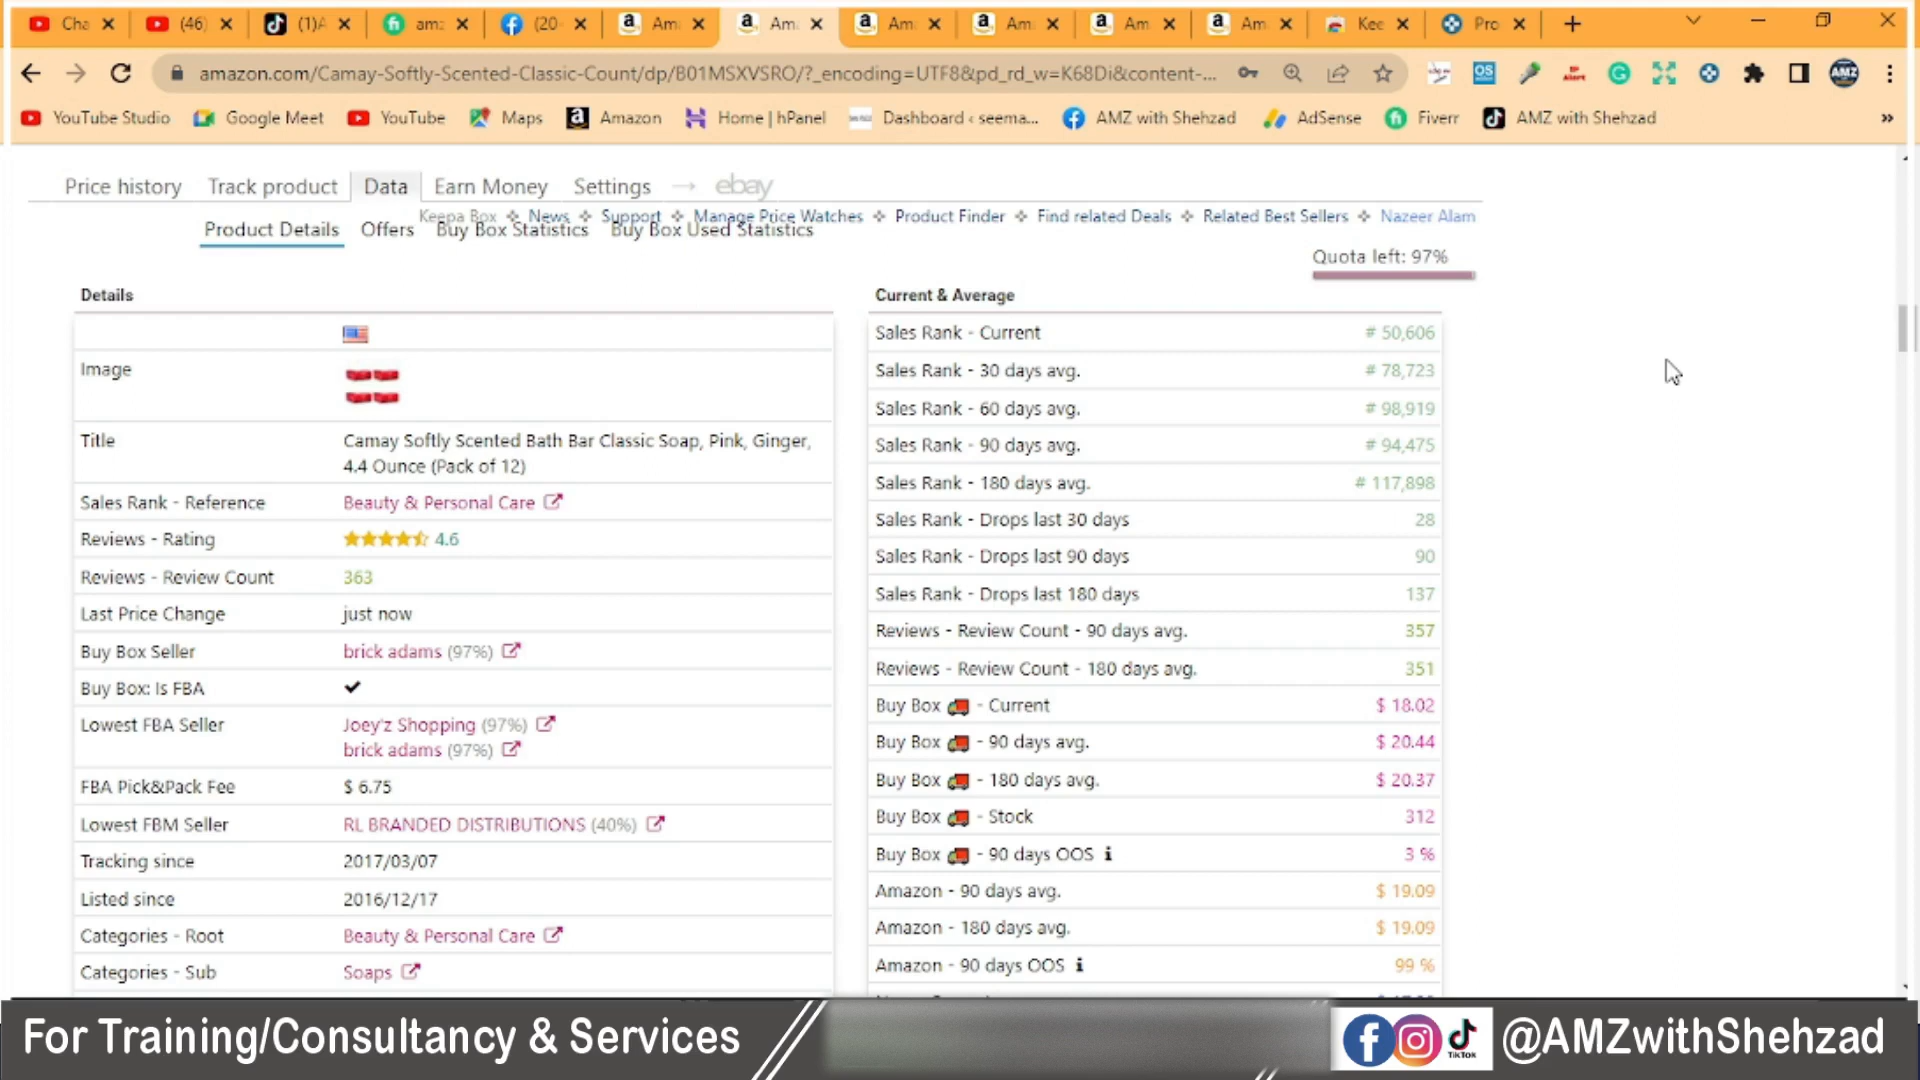 Cha
(46)
(1)A
amz
(20
Am
Am
Am
Am
Am
Am
Kee
Pro
amazon.com/Camay-Softly-Scented-Classic-Count/dp/B01MSXVSRO/?_encoding=UTF8&pd_rd_w=K68Di&content-...
YouTube Studio Google Meet YouTube Maps Amazon Home | hPanel Dashboard ‹ seema... AMZ with Shehzad AdSense Fiverr AMZ with Shehzad »
Price history Track product Data Earn Money Settings → ebay
Keepa Box News Support Manage Price Watches Product Finder Find related Deals Related Best Sellers Nazeer Alam
Product Details Offers Buy Box Statistics Buy Box Used Statistics
Quota left: 97%
Details
Image
Title Camay Softly Scented Bath Bar Classic Soap, Pink, Ginger,
4.4 Ounce (Pack of 12)
Sales Rank - Reference Beauty & Personal Care
Reviews - Rating 4.6
Reviews - Review Count 363
Last Price Change just now
Buy Box Seller brick adams (97%)
Buy Box: Is FBA ✔
Lowest FBA Seller Joey'z Shopping (97%)
brick adams (97%)
FBA Pick&Pack Fee $ 6.75
Lowest FBM Seller RL BRANDED DISTRIBUTIONS (40%)
Tracking since 2017/03/07
Listed since 2016/12/17
Categories - Root Beauty & Personal Care
Categories - Sub Soaps
Current & Average
Sales Rank - Current # 50,606
Sales Rank - 30 days avg. # 78,723
Sales Rank - 60 days avg. # 98,919
Sales Rank - 90 days avg. # 94,475
Sales Rank - 180 days avg. # 117,898
Sales Rank - Drops last 30 days 28
Sales Rank - Drops last 90 days 90
Sales Rank - Drops last 180 days 137
Reviews - Review Count - 90 days avg. 357
Reviews - Review Count - 180 days avg. 351
Buy Box - Current $ 18.02
Buy Box - 90 days avg. $ 20.44
Buy Box - 180 days avg. $ 20.37
Buy Box - Stock 312
Buy Box - 90 days OOS 3 %
Amazon - 90 days avg. $ 19.09
Amazon - 180 days avg. $ 19.09
Amazon - 90 days OOS 99 %
For Training/Consultancy & Services
TikTok
@AMZwithShehzad